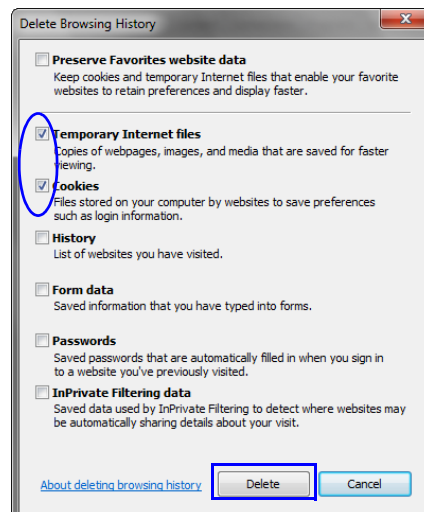 Delete Browsing History
Preserve Favorites website data
Keep cookies and temporary Internet files that enable your favorite
websites to retain preferences and display faster.
Temporary Internet files
Copies of webpages, images, and media that are saved for faster
viewing.
Cookies
Files stored on your computer by websites to save preferences
such as login information.
History
List of websites you have visited.
Form data
Saved information that you have typed into forms.
Passwords
Saved passwords that are automatically filled in when you sign in
to a website you've previously visited.
InPrivate Filtering data
Saved data used by InPrivate Filtering to detect where websites may
be automatically sharing details about your visit.
About deleting browsing history Delete Cancel